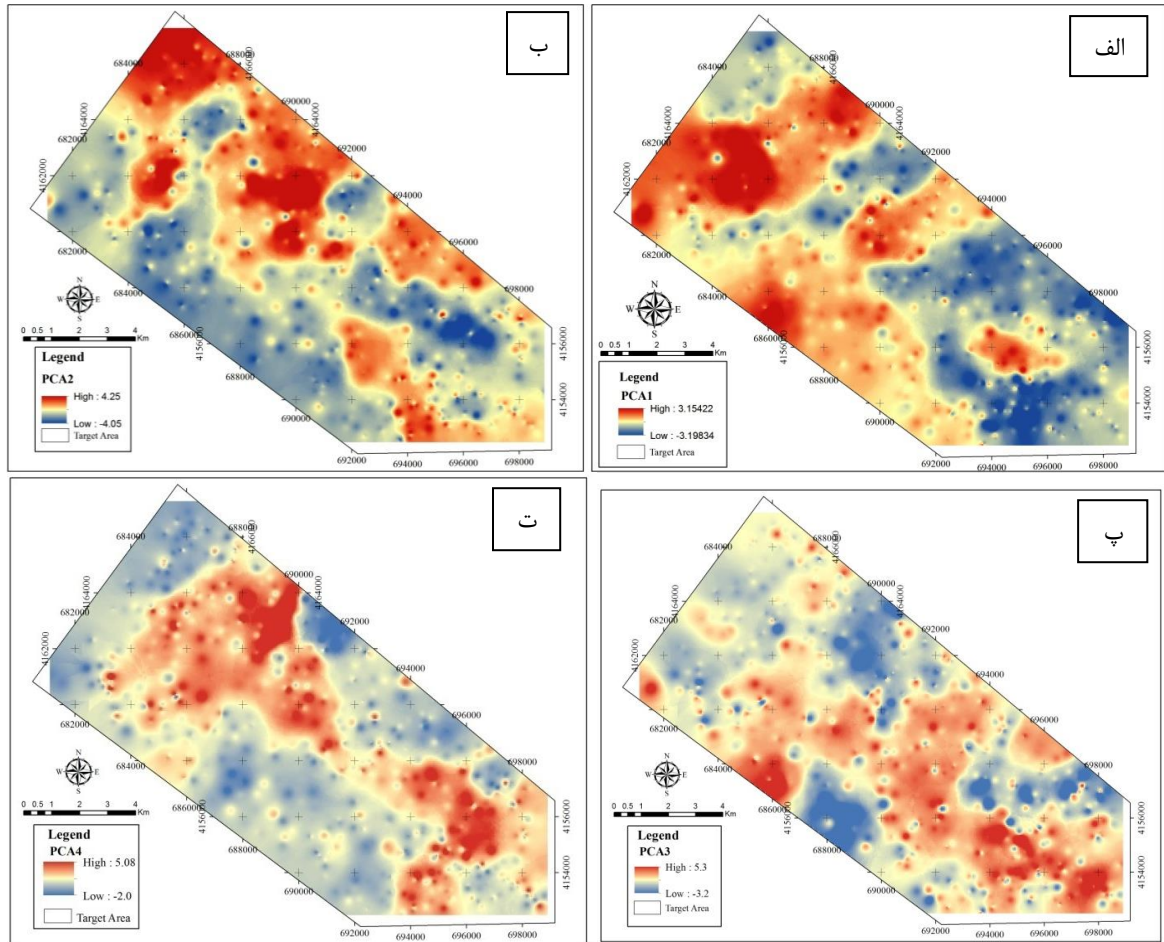 الف
688000
684000
4166000
690000
4164000
4164000
682000
692000
4162000
694000
682000
696000
N
W E
S
684000
698000
686000
4156000
4156000
0 0.5 1 2 3 4
Km
688000
Legend
PCA1
High : 3.15422
Low : -3.19834
Target Area
4154000
690000
692000 694000 696000 698000
ب
688000
684000
4166000
690000
4164000
4164000
682000
692000
4162000
694000
682000
696000
N
W E
S
684000
698000
686000
4156000
4156000
0 0.5 1 2 3 4
Km
688000
Legend
PCA2
High : 4.25
Low : -4.05
Target Area
4154000
690000
692000 694000 696000 698000
پ
688000
684000
4166000
690000
4164000
4164000
682000
692000
4162000
694000
682000
696000
N
W E
S
684000
698000
686000
4156000
4156000
0 0.5 1 2 3 4
Km
688000
Legend
PCA3
High : 5.3
Low : -3.2
Target Area
4154000
690000
692000 694000 696000 698000
ت
688000
684000
4166000
690000
4164000
4164000
682000
692000
4162000
694000
682000
696000
N
W E
S
684000
698000
686000
4156000
4156000
0 0.5 1 2 3 4
Km
688000
Legend
PCA4
High : 5.08
Low : -2.0
Target Area
4154000
690000
692000 694000 696000 698000